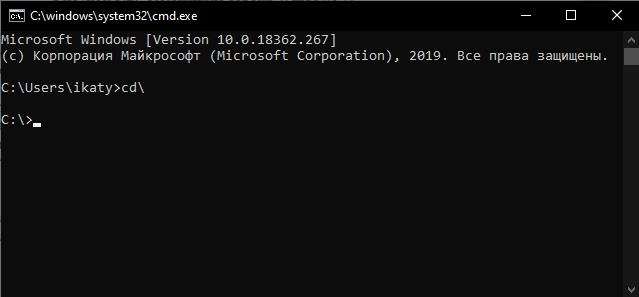 C:\windows\system32\cmd.exe
Microsoft Windows [Version 10.0.18362.267]
(c) Корпорация Майкрософт (Microsoft Corporation), 2019. Все права защищены.
C:\Users\ikaty>cd\
C:\>